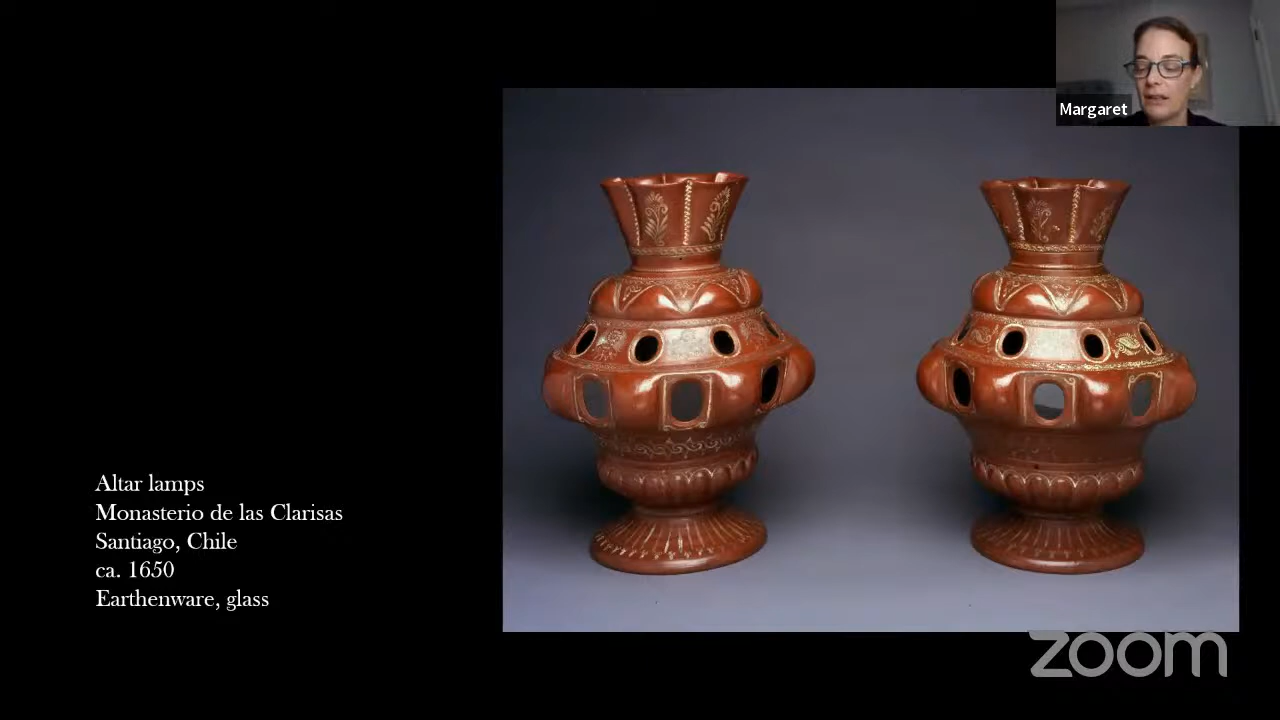 Margaret
Altar lamps
Monasterio de las Clarisas
Santiago, Chile
ca. 1650
Earthenware, glass
zoom